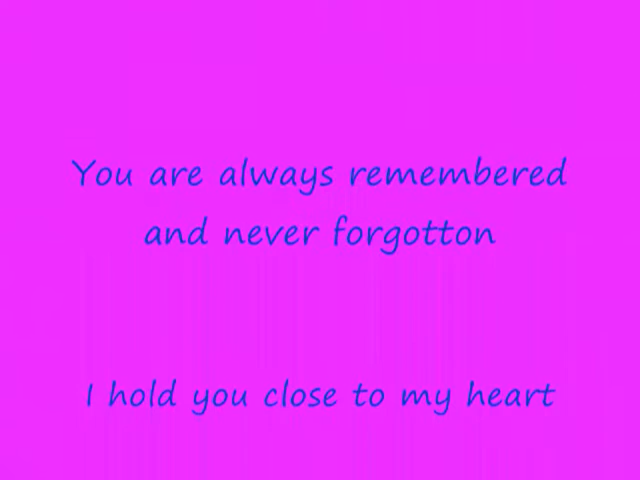 You are always remembered
and never forgotton
I hold you close to my heart